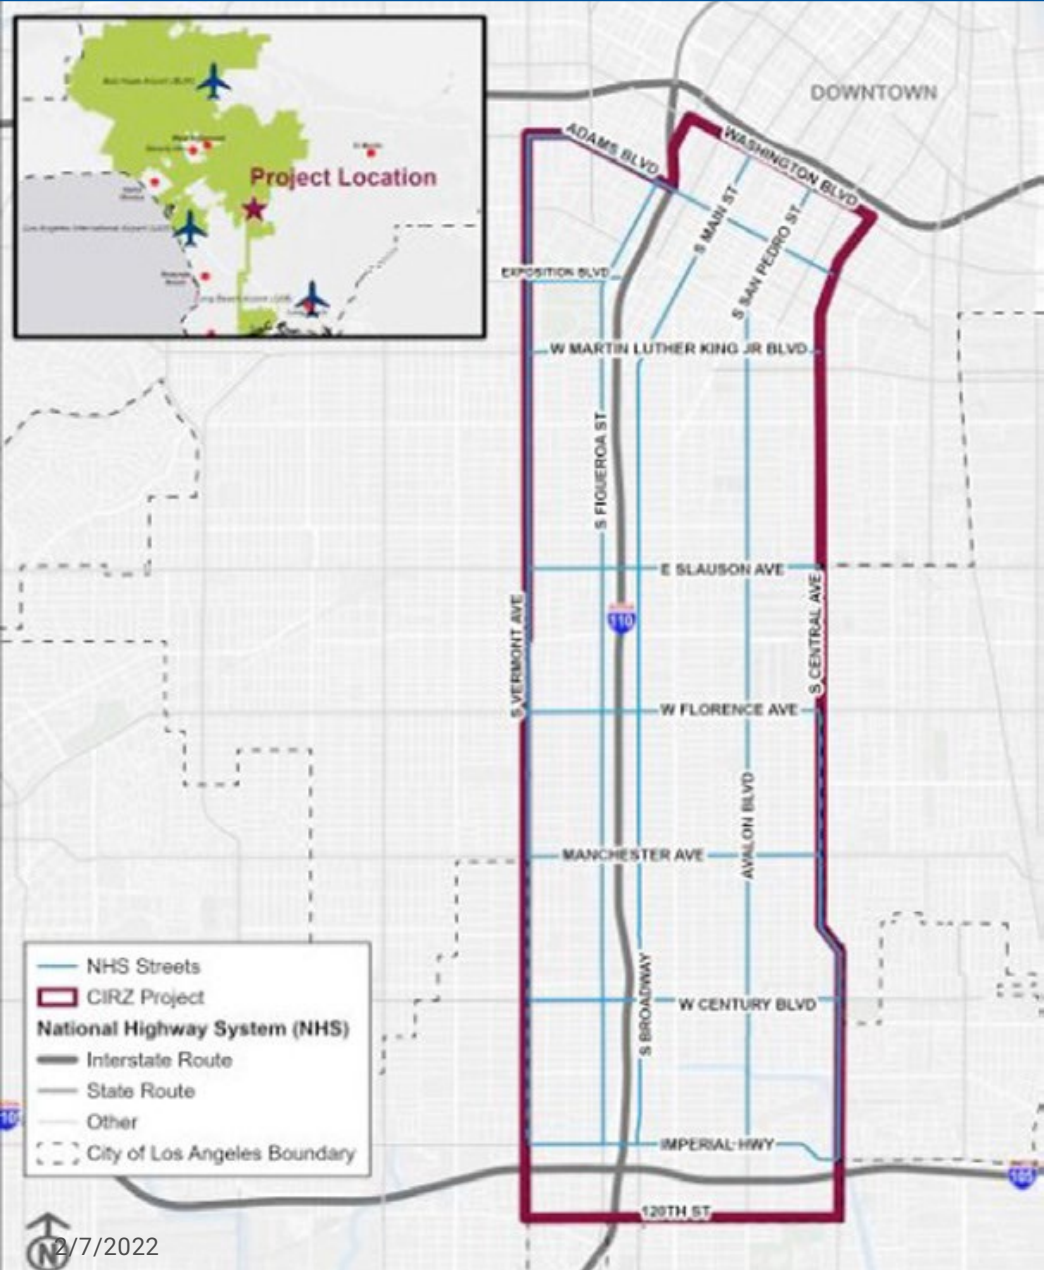 Project Location
DOWNTOWN
ADAMS BLVD
WASHINGTON BLVD
S MAIN ST
S SAN PEDRO ST
EXPOSITION BLVD
W MARTIN LUTHER KING JR BLVD
S FIGUEROA ST
E SLAUSON AVE
110
S VERMONT AVE
S CENTRAL AVE
W FLORENCE AVE
AVALON BLVD
MANCHESTER AVE
S BROADWAY
W CENTURY BLVD
IMPERIAL HWY
105
120TH ST
NHS Streets
CIRZ Project
National Highway System (NHS)
Interstate Route
State Route
Other
City of Los Angeles Boundary
N
2/7/2022